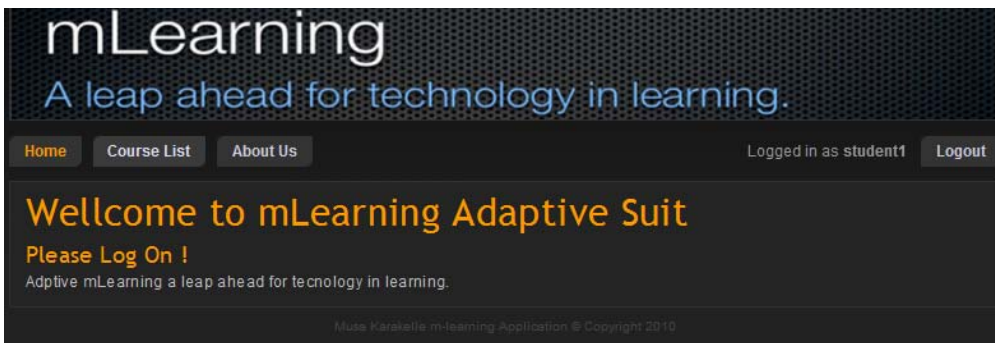 mLearning
A leap ahead for technology in learning.
Home Course List About Us Logged in as student1 Logout
Wellcome to mLearning Adaptive Suit
Please Log On !
Adptive mLearning a leap ahead for tecnology in learning.
Musa Karakelle m-learning Application © Copyright 2010